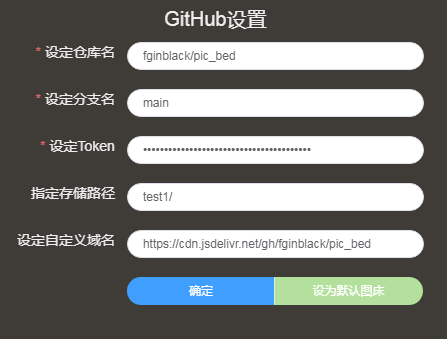 GitHub设置
* 设定仓库名 fginblack/pic_bed
* 设定分支名 main
* 设定Token ••••••••••••••••••••••••••••••••••••••••
指定存储路径 test1/
设定自定义域名 https://cdn.jsdelivr.net/gh/fginblack/pic_bed
确定 设为默认图床